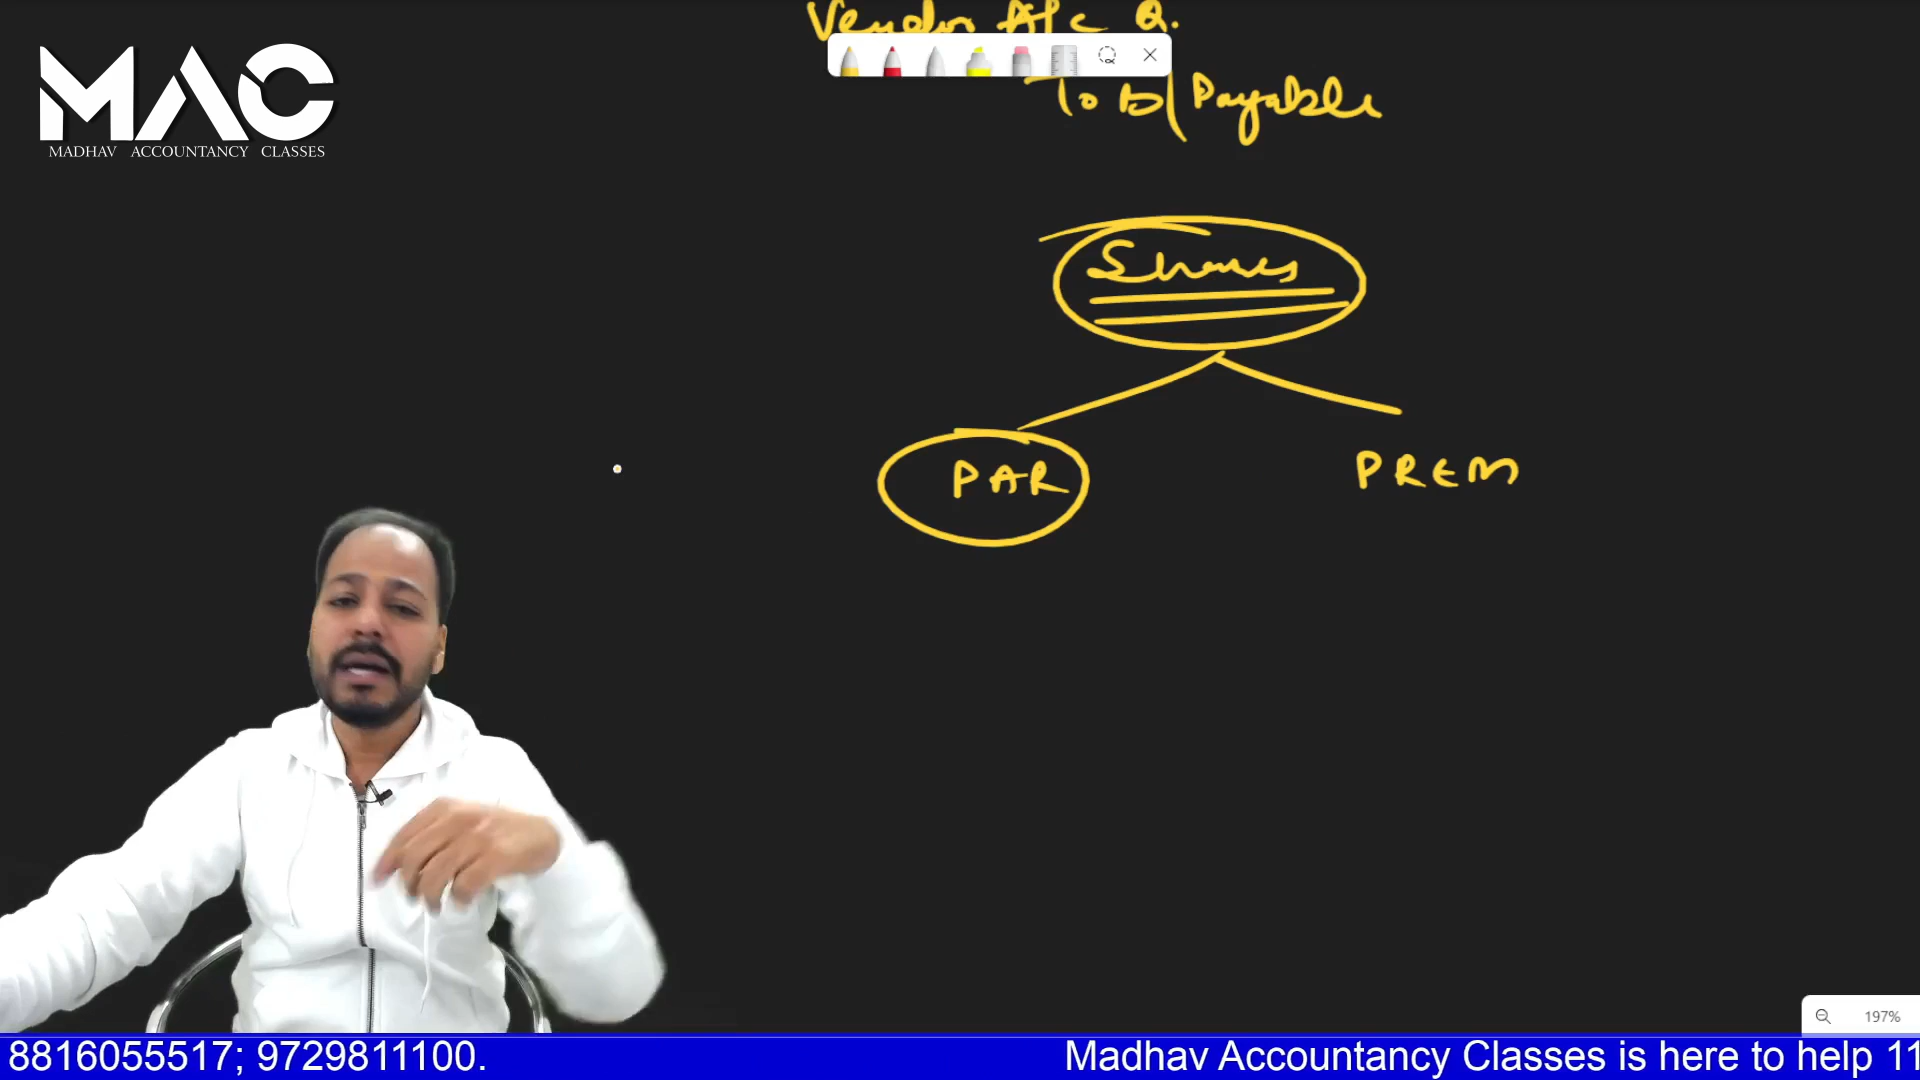 Vendor A/c Dr.
To B/Payable
MAC
MADHAV ACCOUNTANCY CLASSES
Shares
PAR
PREM
197%
8816055517; 9729811100.
Madhav Accountancy Classes is here to help 11